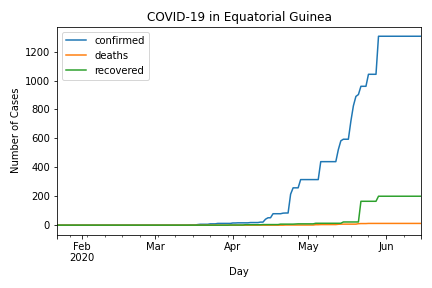 COVID-19 in Equatorial Guinea
confirmed
deaths
recovered
Number of Cases
1200
1000
800
600
400
200
0
Feb
2020
Mar
Apr
May
Jun
Day